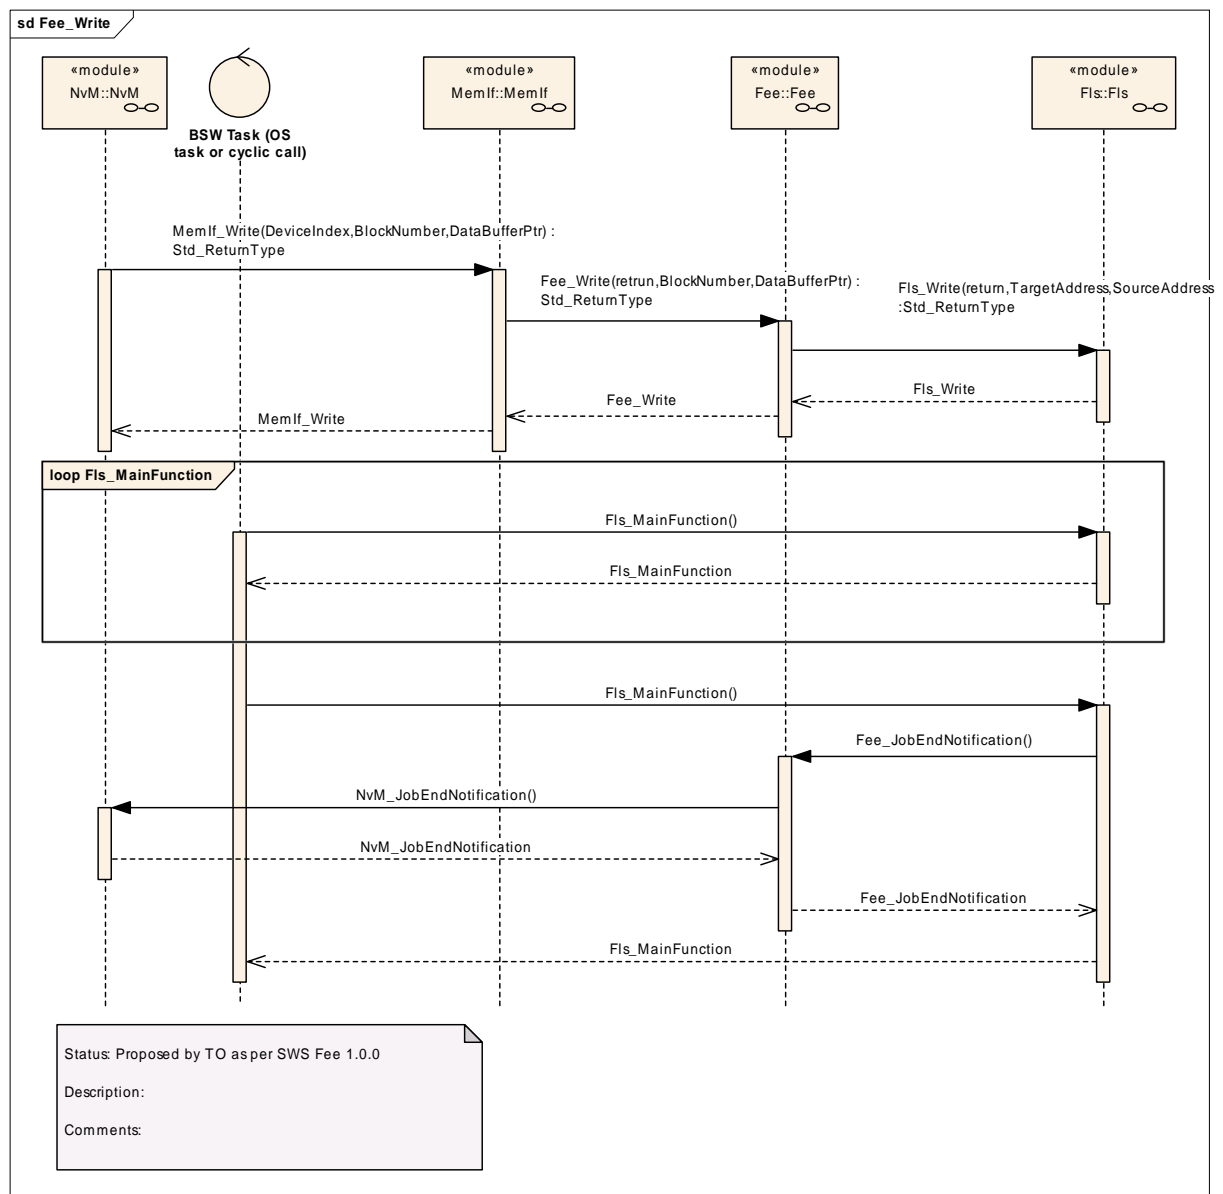 sd Fee_Write
«module»
NvM::NvM
BSW Task (OS
task or cyclic call)
«module»
MemIf::MemIf
«module»
Fee::Fee
«module»
Fls::Fls
MemIf_Write(DeviceIndex,BlockNumber,DataBufferPtr) :
Std_ReturnType
Fee_Write(retrun,BlockNumber,DataBufferPtr) :
Std_ReturnType
Fls_Write(return,TargetAddress,SourceAddress
:Std_ReturnType
Fls_Write
Fee_Write
MemIf_Write
loop Fls_MainFunction
Fls_MainFunction()
Fls_MainFunction
Fls_MainFunction()
Fee_JobEndNotification()
NvM_JobEndNotification()
NvM_JobEndNotification
Fee_JobEndNotification
Fls_MainFunction
Status: Proposed by TO as per SWS Fee 1.0.0
Description:
Comments: